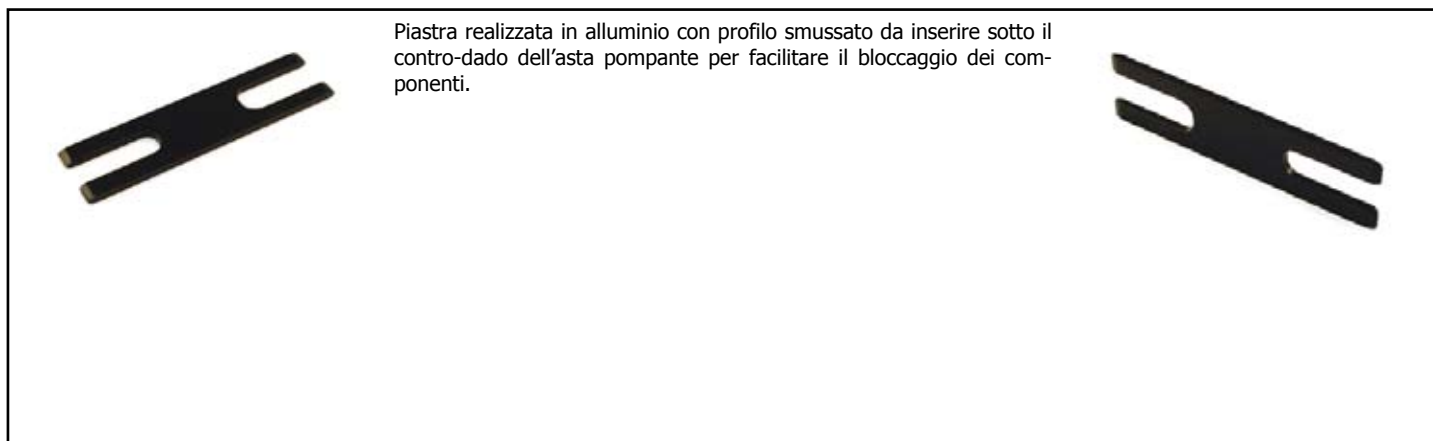 Piastra realizzata in alluminio con profilo smussato da inserire sotto il
contro-dado dell’asta pompante per facilitare il bloccaggio dei com-
ponenti.